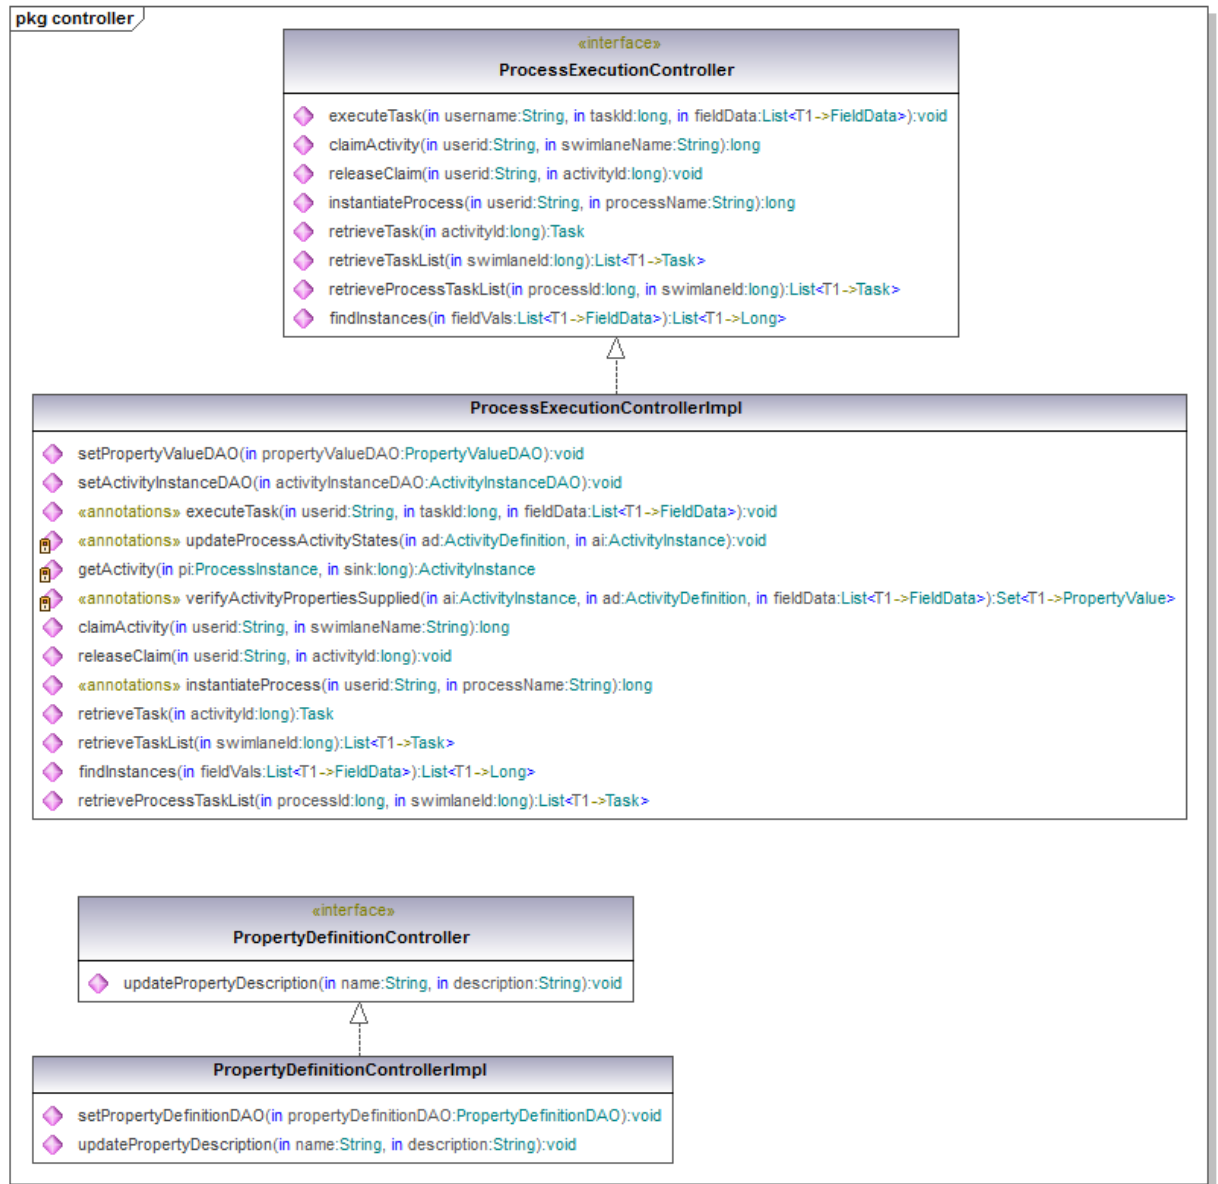 pkg controller
«interface»
ProcessExecutionController
executeTask(in username:String, in taskId:long, in fieldData:List<T1->FieldData>):void
claimActivity(in userid:String, in swimlaneName:String):long
releaseClaim(in userid:String, in activityId:long):void
instantiateProcess(in userid:String, in processName:String):long
retrieveTask(in activityId:long):Task
retrieveTaskList(in swimlaneId:long):List<T1->Task>
retrieveProcessTaskList(in processId:long, in swimlaneId:long):List<T1->Task>
findInstances(in fieldVals:List<T1->FieldData>):List<T1->Long>
ProcessExecutionControllerImpl
setPropertyValueDAO(in propertyValueDAO:PropertyValueDAO):void
setActivityInstanceDAO(in activityInstanceDAO:ActivityInstanceDAO):void
«annotations» executeTask(in userid:String, in taskId:long, in fieldData:List<T1->FieldData>):void
«annotations» updateProcessActivityStates(in ad:ActivityDefinition, in ai:ActivityInstance):void
getActivity(in pi:ProcessInstance, in sink:long):ActivityInstance
«annotations» verifyActivityPropertiesSupplied(in ai:ActivityInstance, in ad:ActivityDefinition, in fieldData:List<T1->FieldData>):Set<T1->PropertyValue>
claimActivity(in userid:String, in swimlaneName:String):long
releaseClaim(in userid:String, in activityId:long):void
«annotations» instantiateProcess(in userid:String, in processName:String):long
retrieveTask(in activityId:long):Task
retrieveTaskList(in swimlaneId:long):List<T1->Task>
findInstances(in fieldVals:List<T1->FieldData>):List<T1->Long>
retrieveProcessTaskList(in processId:long, in swimlaneId:long):List<T1->Task>
«interface»
PropertyDefinitionController
updatePropertyDescription(in name:String, in description:String):void
PropertyDefinitionControllerImpl
setPropertyDefinitionDAO(in propertyDefinitionDAO:PropertyDefinitionDAO):void
updatePropertyDescription(in name:String, in description:String):void